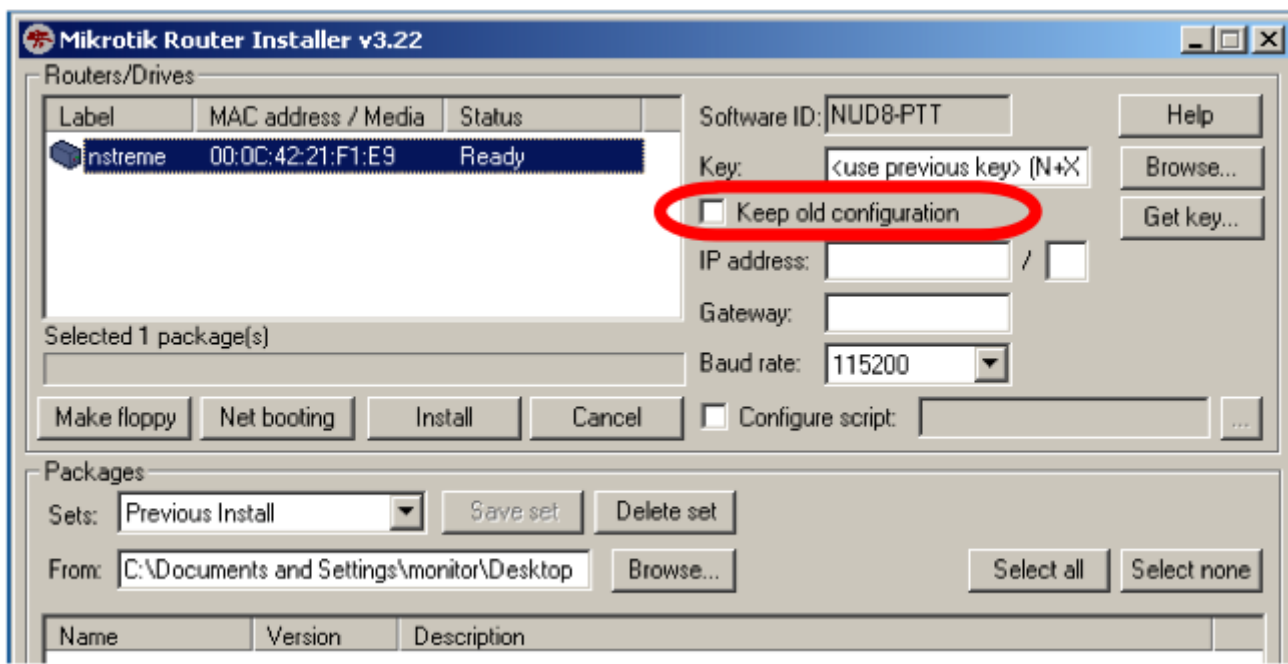 Mikrotik Router Installer v3.22
Routers/Drives
Label MAC address / Media Status
nstreme 00:0C:42:21:F1:E9 Ready
Software ID: NUD8-PTT Help
Key: <use previous key> (N+X Browse...
Keep old configuration Get key...
IP address: /
Gateway:
Selected 1 package(s)
Baud rate: 115200
Make floppy Net booting Install Cancel Configure script: ...
Packages
Sets: Previous Install Save set Delete set
From: C:\Documents and Settings\monitor\Desktop Browse... Select all Select none
Name Version Description